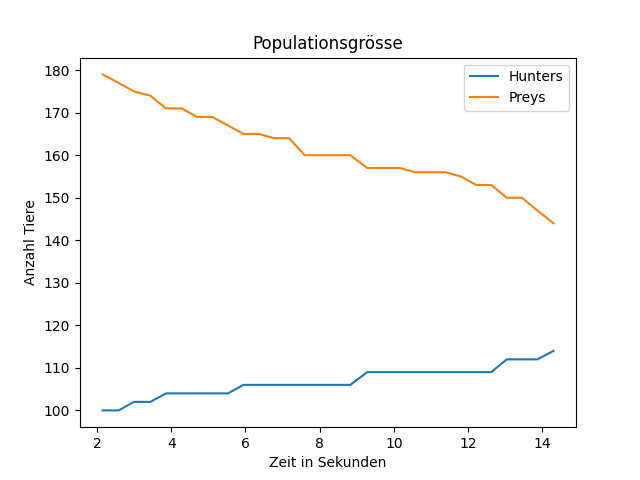 Populationsgrösse
Hunters
Preys
Anzahl Tiere
180
170
160
150
140
130
120
110
100
2 4 6 8 10 12 14
Zeit in Sekunden